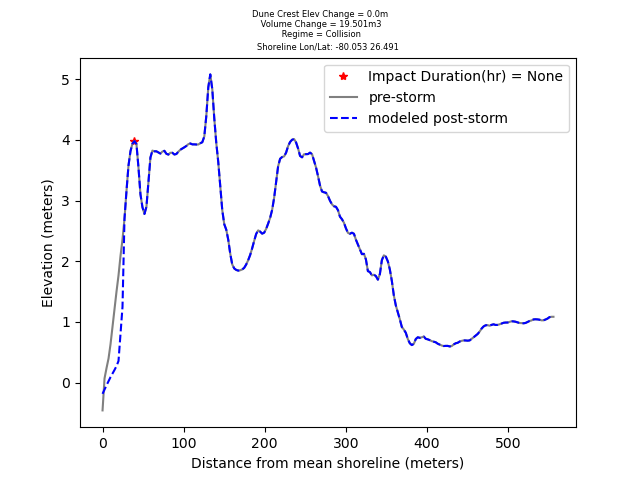 Dune Crest Elev Change = 0.0m
Volume Change = 19.501m3
Regime = Collision
Shoreline Lon/Lat: -80.053 26.491
Impact Duration(hr) = None
pre-storm
modeled post-storm
5
4
3
2
1
0
Elevation (meters)
0 100 200 300 400 500
Distance from mean shoreline (meters)